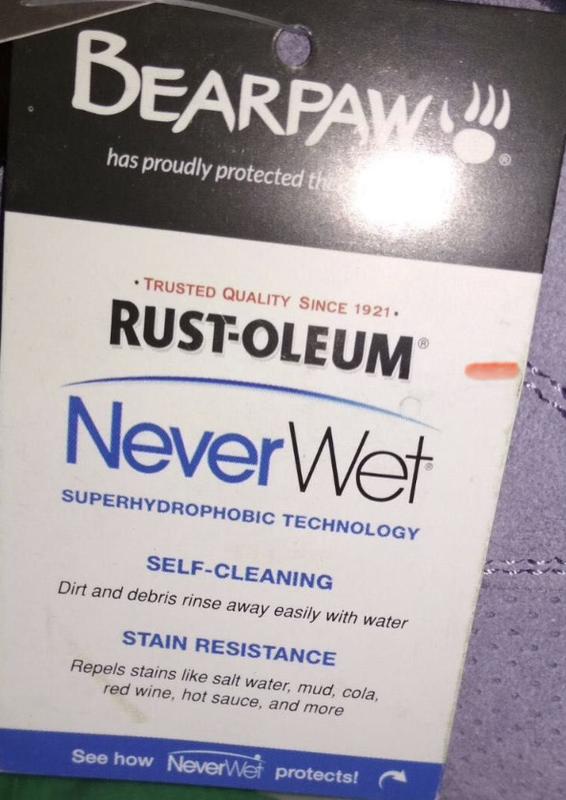 BEARPAW®
has proudly protected
• TRUSTED QUALITY SINCE 1921 •
RUST-OLEUM®
NeverWet®
SUPERHYDROPHOBIC TECHNOLOGY
SELF-CLEANING
Dirt and debris rinse away easily with water
STAIN RESISTANCE
Repels stains like salt water, mud, cola,
red wine, hot sauce, and more
See how NeverWet protects!